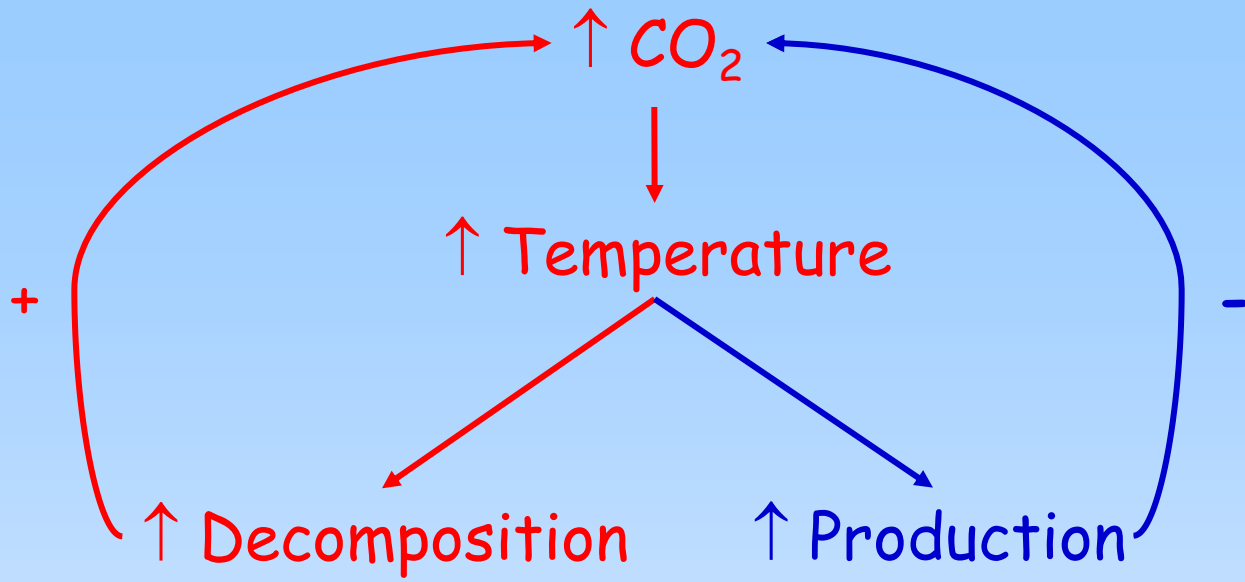 ↑ CO₂
↑ Temperature
+ –
↑ Decomposition ↑ Production